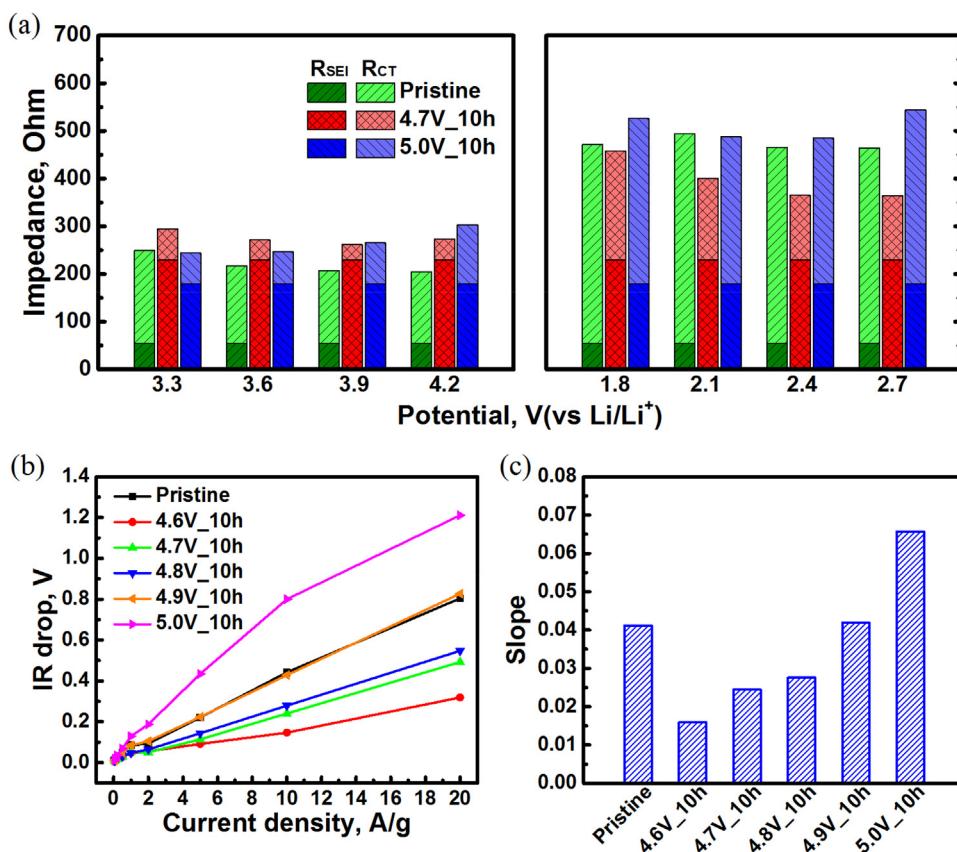 (a)
700
600
500
400
300
200
100
0
Impedance, Ohm
RSEI RCT
Pristine
4.7V_10h
5.0V_10h
3.3 3.6 3.9 4.2 1.8 2.1 2.4 2.7
Potential, V(vs Li/Li⁺)
(b)
1.4
1.2
1.0
0.8
0.6
0.4
0.2
0.0
IR drop, V
Pristine
4.6V_10h
4.7V_10h
4.8V_10h
4.9V_10h
5.0V_10h
0 2 4 6 8 10 12 14 16 18 20
Current density, A/g
(c)
0.08
0.07
0.06
0.05
0.04
0.03
0.02
0.01
0.00
Slope
Pristine
4.6V_10h
4.7V_10h
4.8V_10h
4.9V_10h
5.0V_10h